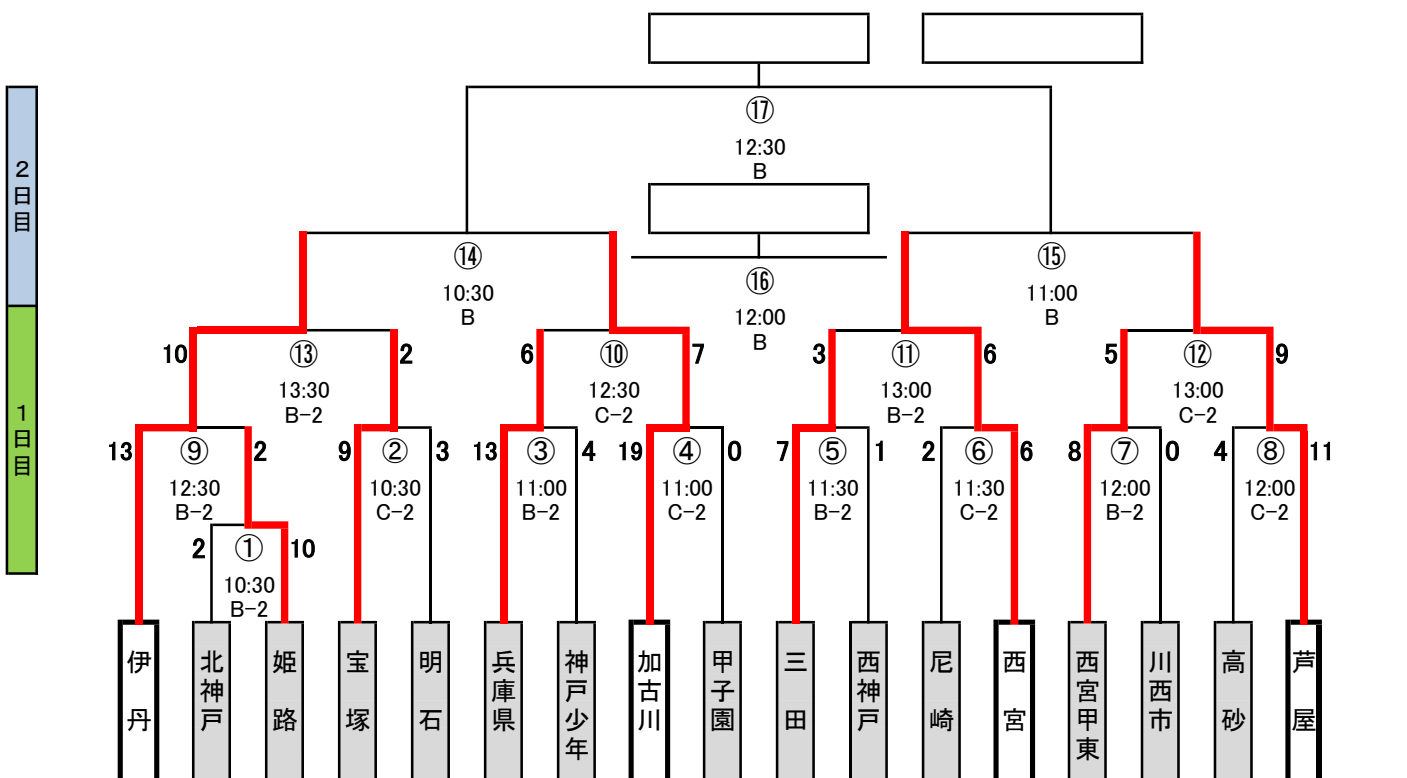 ⑰
12:30
B
2日目
⑭
10:30
B
⑯
12:00
B
⑮
11:00
B
1日目
10
⑬
2
13:30
B-2
6
⑩
7
12:30
C-2
3
⑪
6
13:00
B-2
5
⑫
9
13:00
C-2
13
⑨
2
12:30
B-2
9
②
3
10:30
C-2
13
③
4
11:00
B-2
19
④
0
11:00
C-2
7
⑤
1
11:30
B-2
2
⑥
6
11:30
C-2
8
⑦
0
12:00
B-2
4
⑧
11
12:00
C-2
2
①
10
10:30
B-2
伊丹
北神戸
姫路
宝塚
明石
兵庫県
神戸少年
加古川
甲子園
三田
西神戸
尼崎
西宮
西宮甲東
川西市
高砂
芦屋